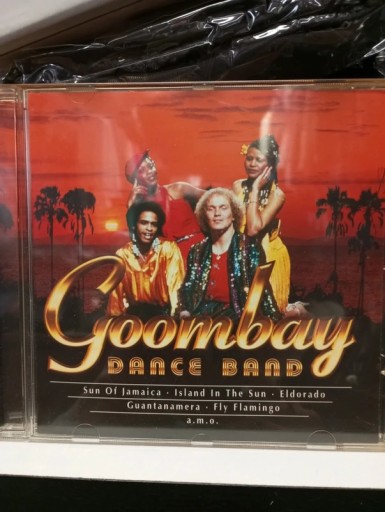 Goombay
DANCE BAND
Sun Of Jamaica · Island In The Sun · Eldorado
Guantanamera · Fly Flamingo
a.m.o.